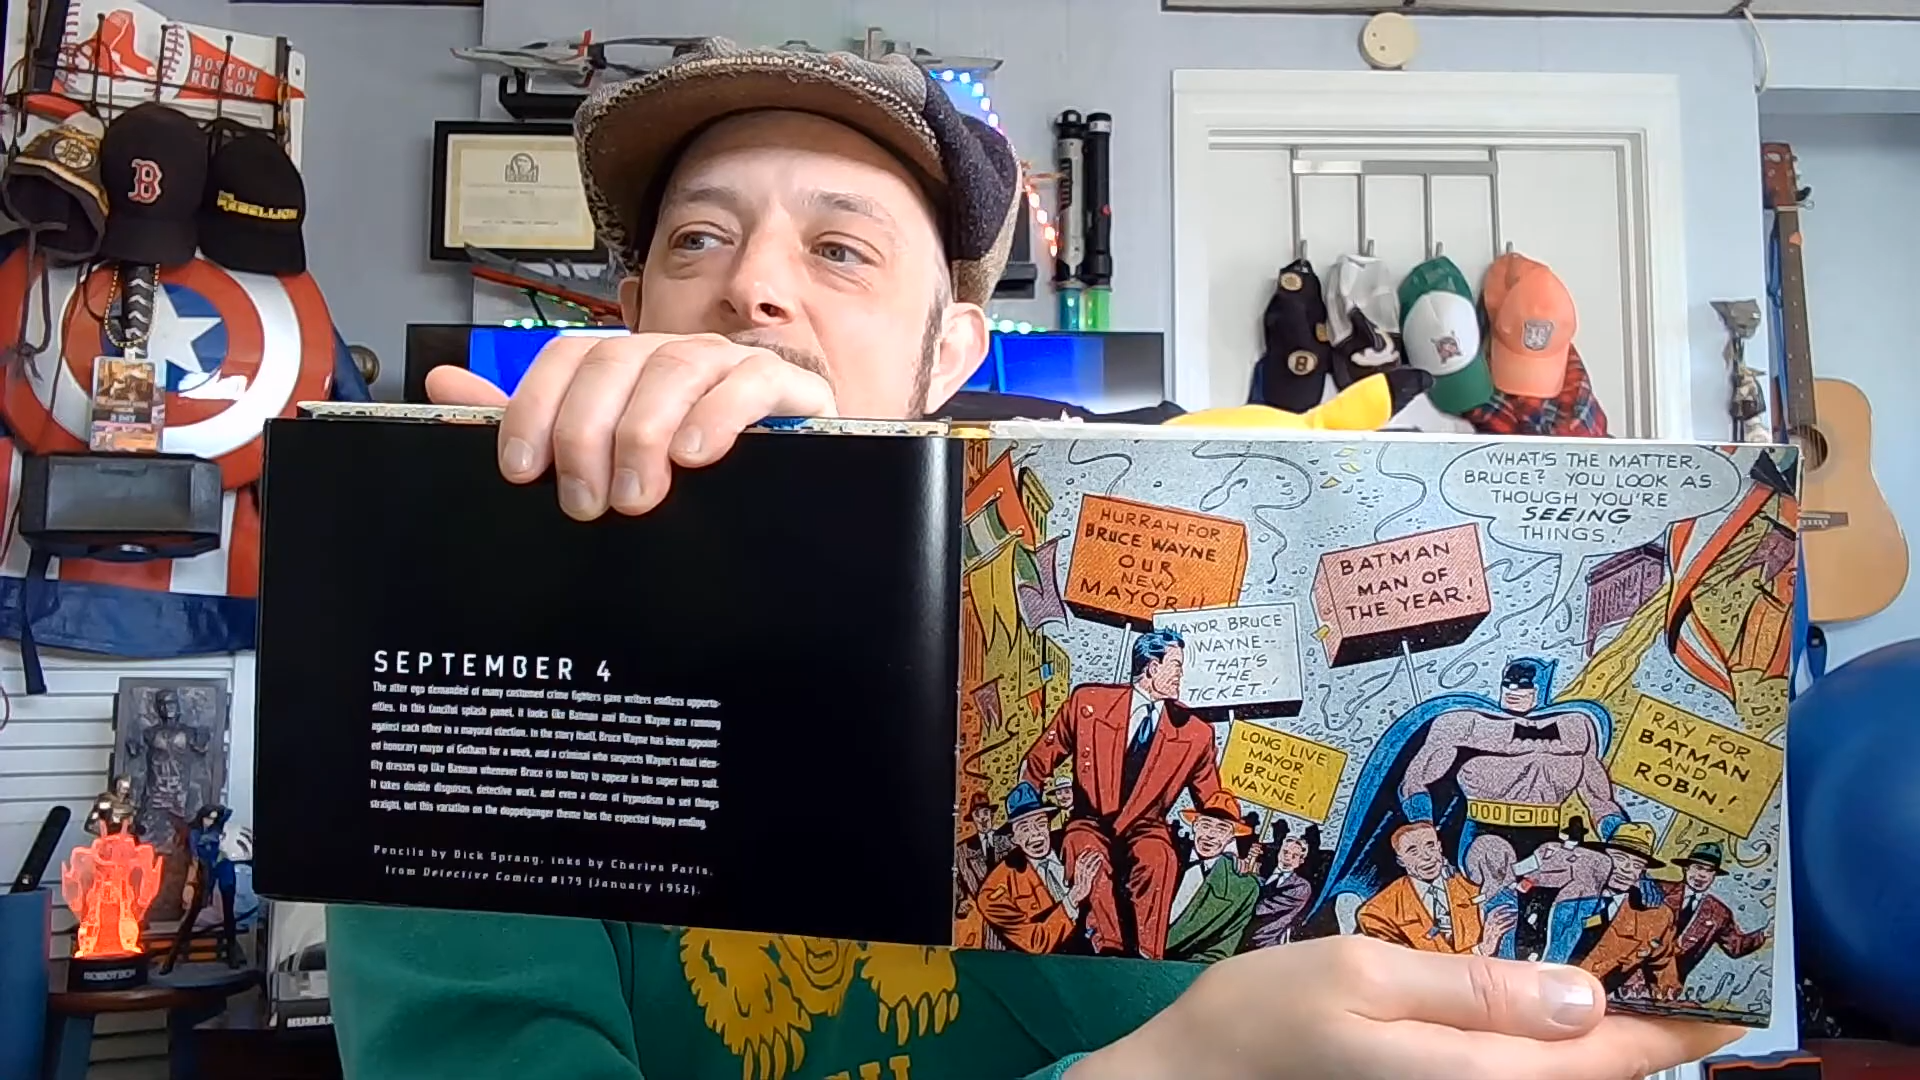 BOSTON
RED SOX
B
REBELLION
B
3 DAY
SEPTEMBER 4
The alter ego demanded of many costumed crime fighters gave writers endless opportu-
nities. In this fanciful splash panel, it looks like Batman and Bruce Wayne are running
against each other in a mayoral election. In the story itself, Bruce Wayne has been appoint-
ed honorary mayor of Gotham for a week, and a criminal who suspects Wayne's dual iden-
tity dresses up like Batman whenever Bruce is too busy to appear in his super hero suit.
It takes double disguises, detective work, and even a dose of hypnotism to set things
straight, but this variation on the doppelganger theme has the expected happy ending.
Pencils by Dick Sprang, inks by Charles Paris,
from Detective Comics #179 (January 1952).
HURRAH FOR
BRUCE WAYNE
OUR
NEW
MAYOR!!
MAYOR BRUCE
WAYNE--
THAT'S
THE
TICKET!
BATMAN
MAN OF
THE YEAR!
WHAT'S THE MATTER,
BRUCE? YOU LOOK AS
THOUGH YOU'RE
SEEING
THINGS!
LONG LIVE
MAYOR
BRUCE
WAYNE!
'RAY FOR
BATMAN
AND
ROBIN!
ROBOTECH
HUMAN